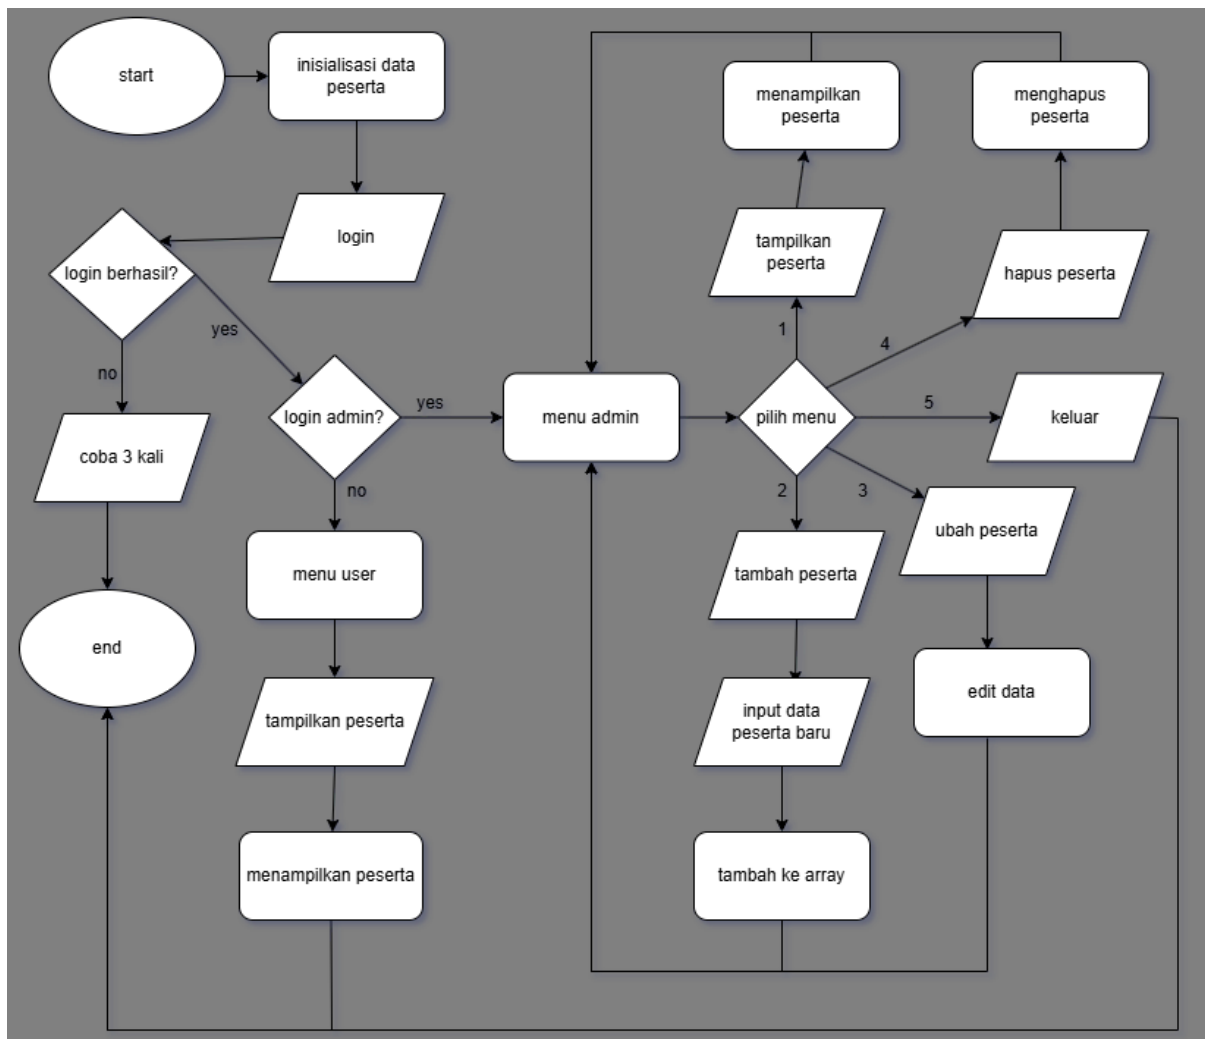 start
inisialisasi data
peserta
login
login berhasil?
yes
no
coba 3 kali
end
login admin?
yes
no
menu user
tampilkan peserta
menampilkan peserta
menu admin
pilih menu
1
tampilkan
peserta
menampilkan
peserta
4
hapus peserta
menghapus
peserta
5
keluar
3
ubah peserta
edit data
2
tambah peserta
input data
peserta baru
tambah ke array